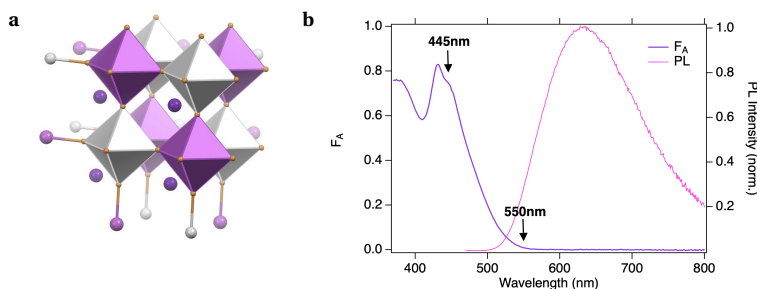 a
b
1.0
0.8
0.6
0.4
0.2
0.0
F_A
445nm
550nm
F_A
PL
1.0
0.8
0.6
0.4
0.2
PL Intensity (norm.)
400
500
600
700
800
Wavelength (nm)